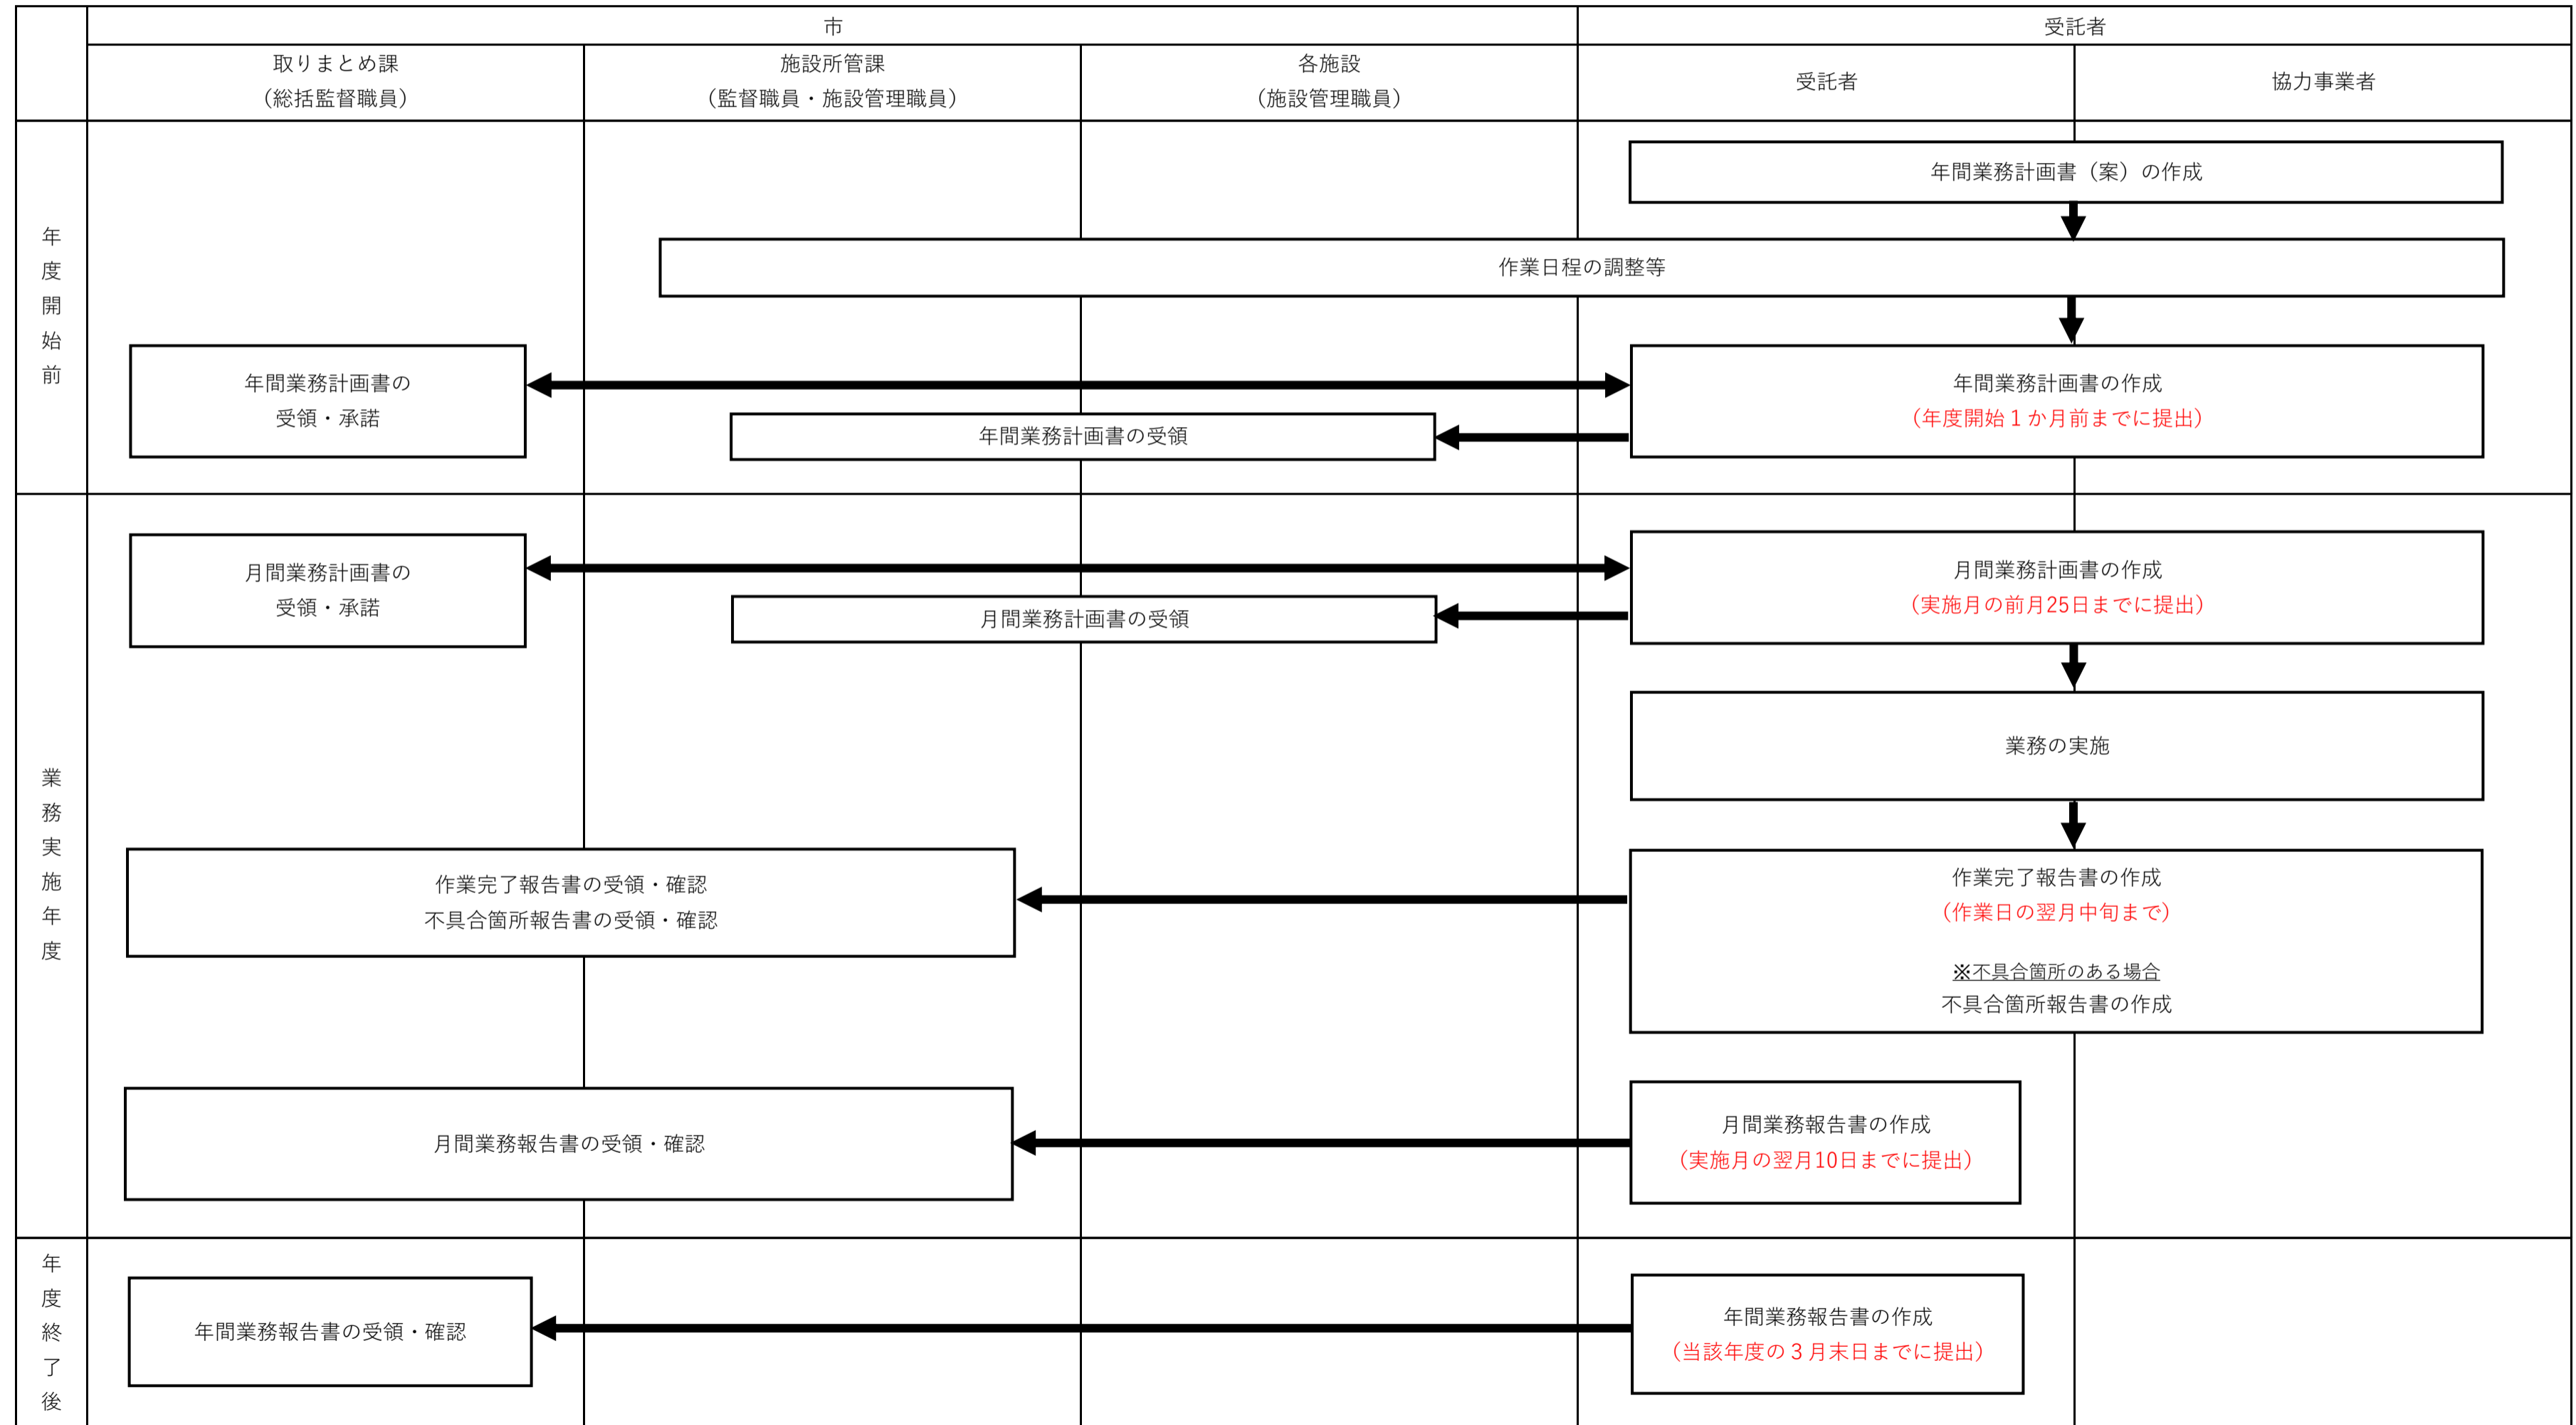 市
受託者
取りまとめ課
（総括監督職員）
施設所管課
（監督職員・施設管理職員）
各施設
（施設管理職員）
受託者
協力事業者
年度開始前
年間業務計画書（案）の作成
作業日程の調整等
年間業務計画書の
受領・承諾
年間業務計画書の受領
年間業務計画書の作成
（年度開始１か月前までに提出）
業務実施年度
月間業務計画書の
受領・承諾
月間業務計画書の受領
月間業務計画書の作成
（実施月の前月25日までに提出）
業務の実施
作業完了報告書の受領・確認
不具合箇所報告書の受領・確認
作業完了報告書の作成
（作業日の翌月中旬まで）
※不具合箇所のある場合
不具合箇所報告書の作成
月間業務報告書の受領・確認
月間業務報告書の作成
（実施月の翌月10日までに提出）
年度終了後
年間業務報告書の受領・確認
年間業務報告書の作成
（当該年度の３月末日までに提出）